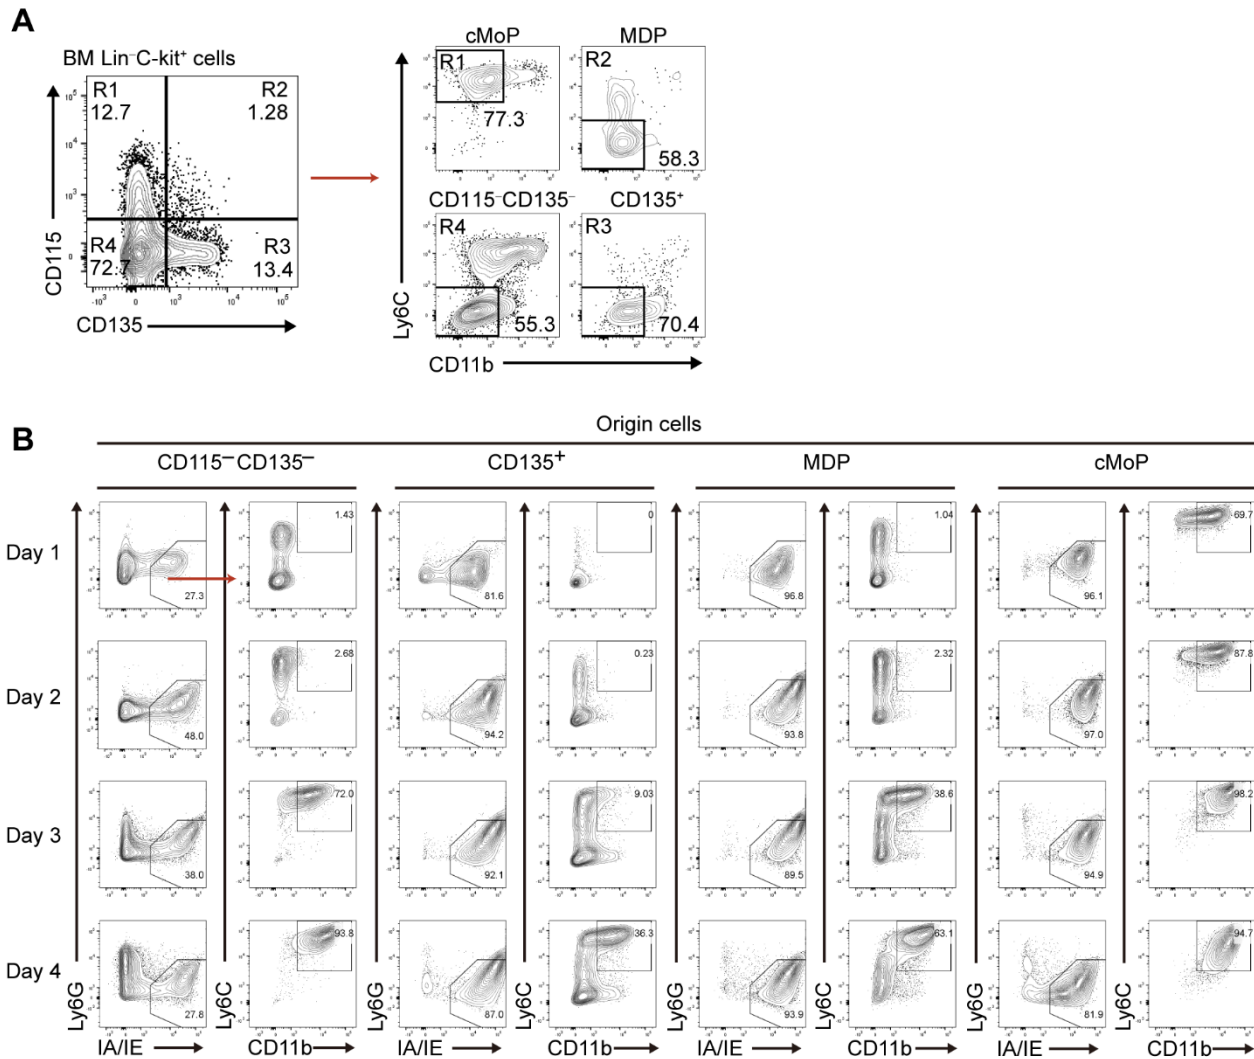 A
BM Lin⁻C-kit⁺ cells
R1
12.7
R2
1.28
R4
72.7
R3
13.4
CD115
CD135
cMoP
MDP
R1
77.3
R2
58.3
CD115⁻CD135⁻
CD135⁺
R4
55.3
R3
70.4
Ly6C
CD11b
B
Origin cells
CD115⁻CD135⁻
CD135⁺
MDP
cMoP
Day 1
27.3
1.43
81.6
0
96.8
1.04
96.1
69.7
Day 2
48.0
2.68
94.2
0.23
93.8
2.32
97.0
87.8
Day 3
38.0
72.0
92.1
9.03
89.5
38.6
94.9
98.2
Day 4
27.8
93.8
87.0
36.3
93.9
63.1
81.9
94.7
Ly6G
Ly6C
Ly6G
Ly6C
Ly6G
Ly6C
Ly6G
Ly6C
IA/IE
CD11b
IA/IE
CD11b
IA/IE
CD11b
IA/IE
CD11b